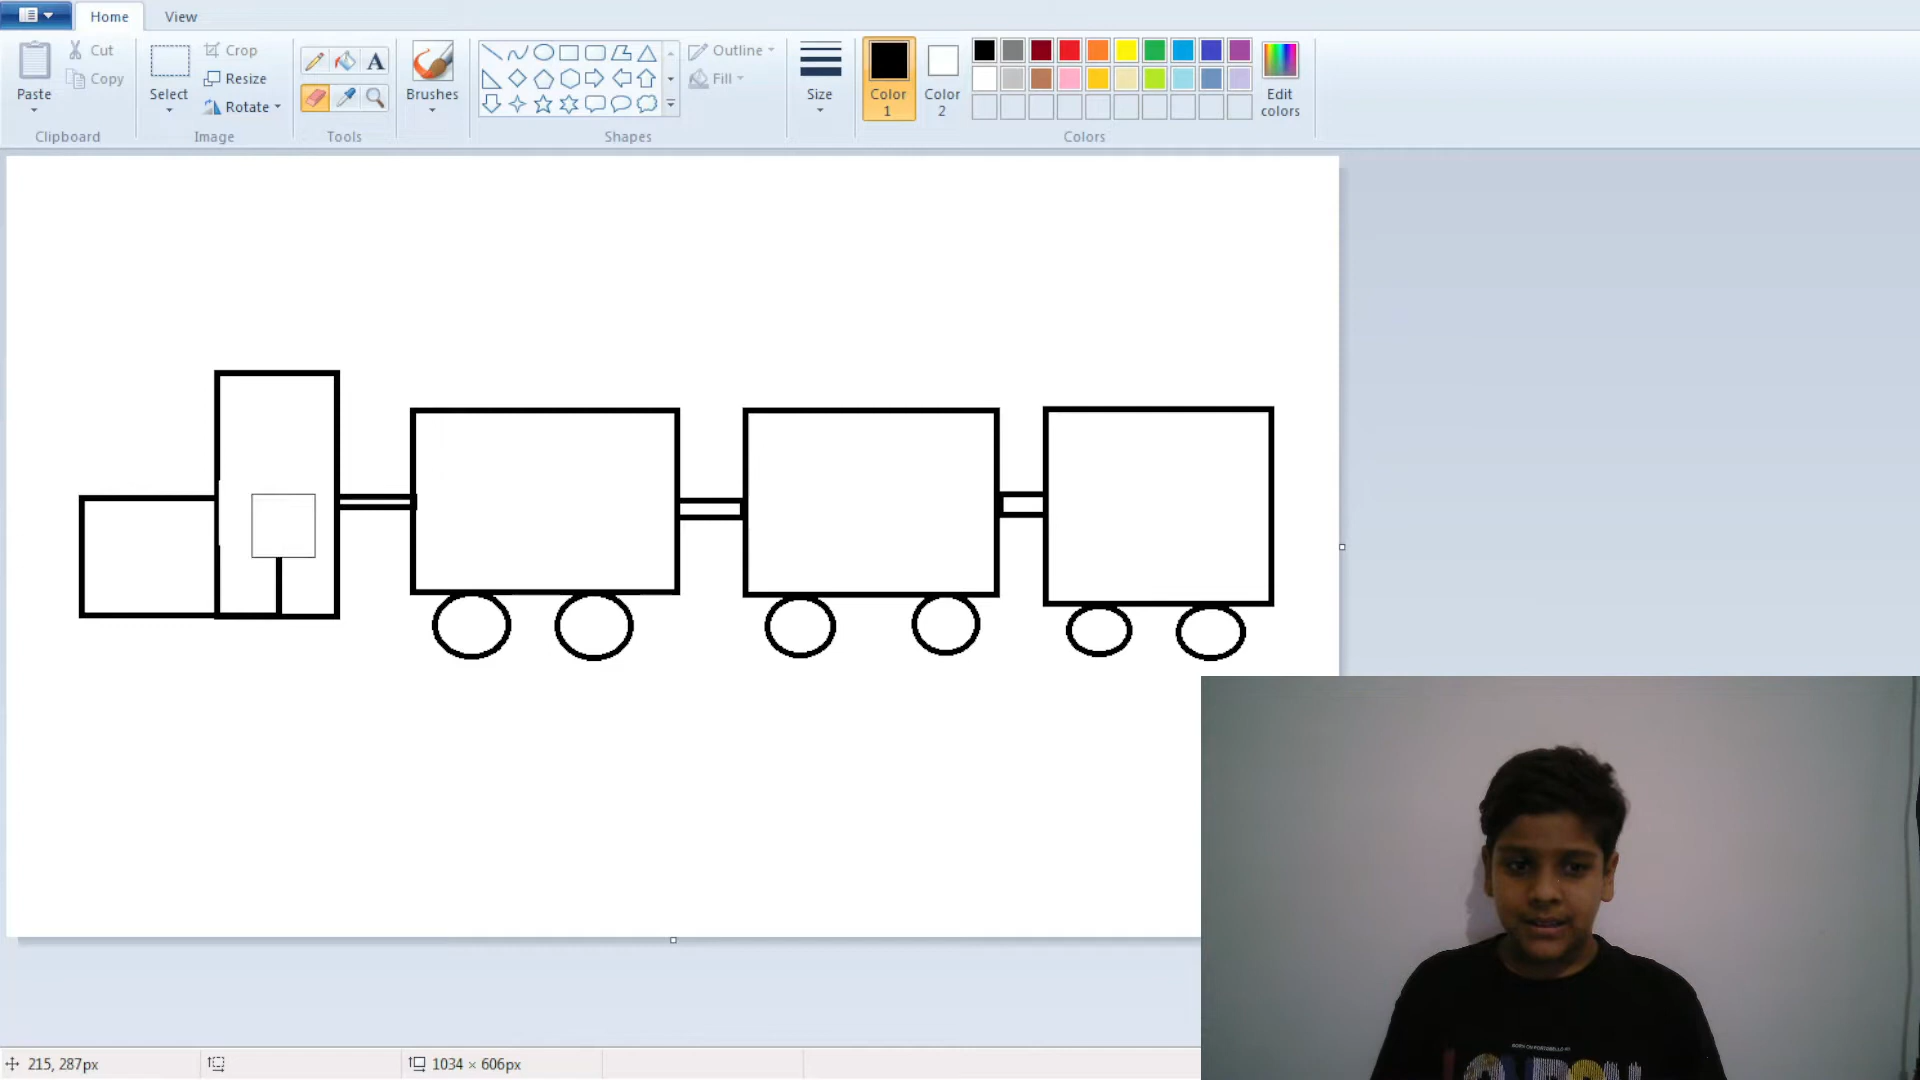 Home View
Paste
Cut
Copy
Clipboard
Select
Crop
Resize
Rotate
Image
A
Tools
Brushes
Outline
Fill
Shapes
Size
Color
1
Color
2
Edit
colors
Colors
215, 287px
1034 × 606px